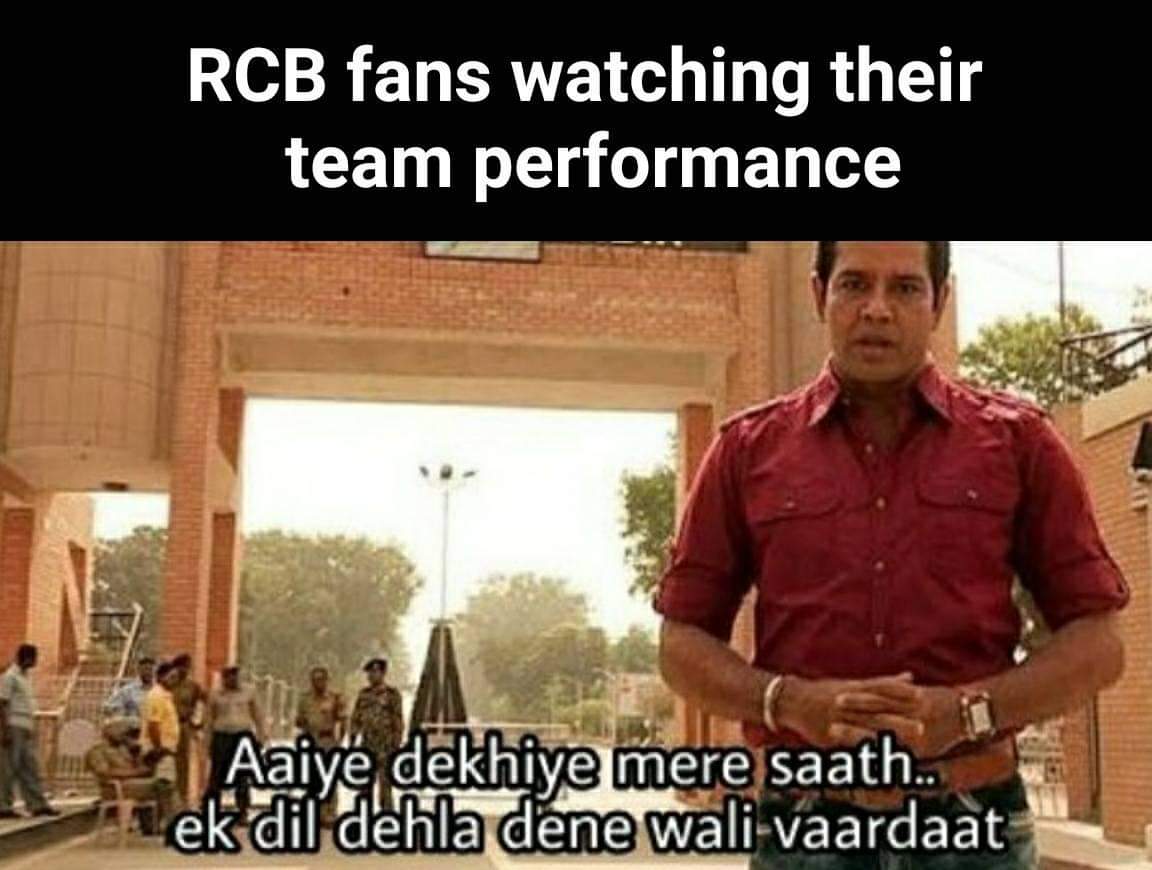 RCB fans watching their
team performance
Aaiye dekhiye mere saath..
ek dil dehla dene wali vaardaat